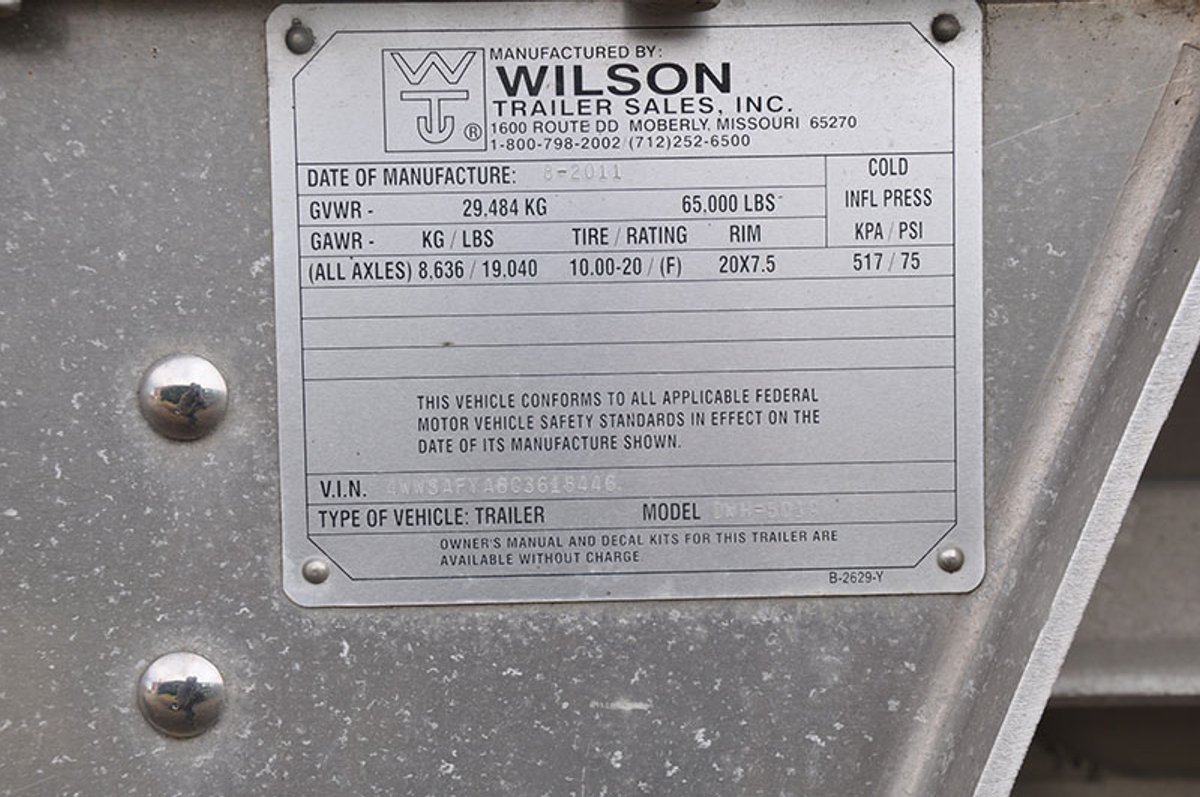 MANUFACTURED BY:
WILSON
TRAILER SALES, INC.
WT
®
1600 ROUTE DD MOBERLY, MISSOURI 65270
1-800-798-2002 (712)252-6500
DATE OF MANUFACTURE: 8-2011
COLD
INFL PRESS
KPA / PSI
GVWR - 29,484 KG 65,000 LBS
GAWR - KG / LBS TIRE / RATING RIM
(ALL AXLES) 8,636 / 19,040 10.00-20 / (F) 20X7.5 517 / 75
THIS VEHICLE CONFORMS TO ALL APPLICABLE FEDERAL
MOTOR VEHICLE SAFETY STANDARDS IN EFFECT ON THE
DATE OF ITS MANUFACTURE SHOWN.
V.I.N.
TYPE OF VEHICLE: TRAILER MODEL
OWNER'S MANUAL AND DECAL KITS FOR THIS TRAILER ARE
AVAILABLE WITHOUT CHARGE.
B-2629-Y